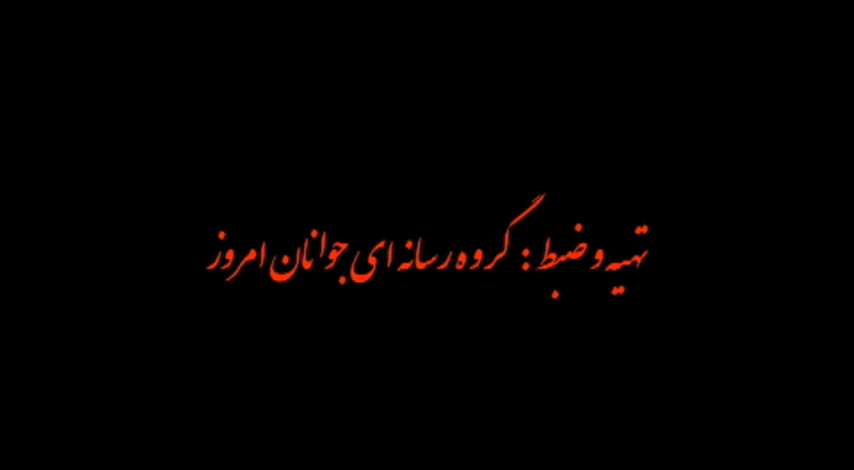 تهیه و ضبط : گروه رسانه ای جوانان امروز